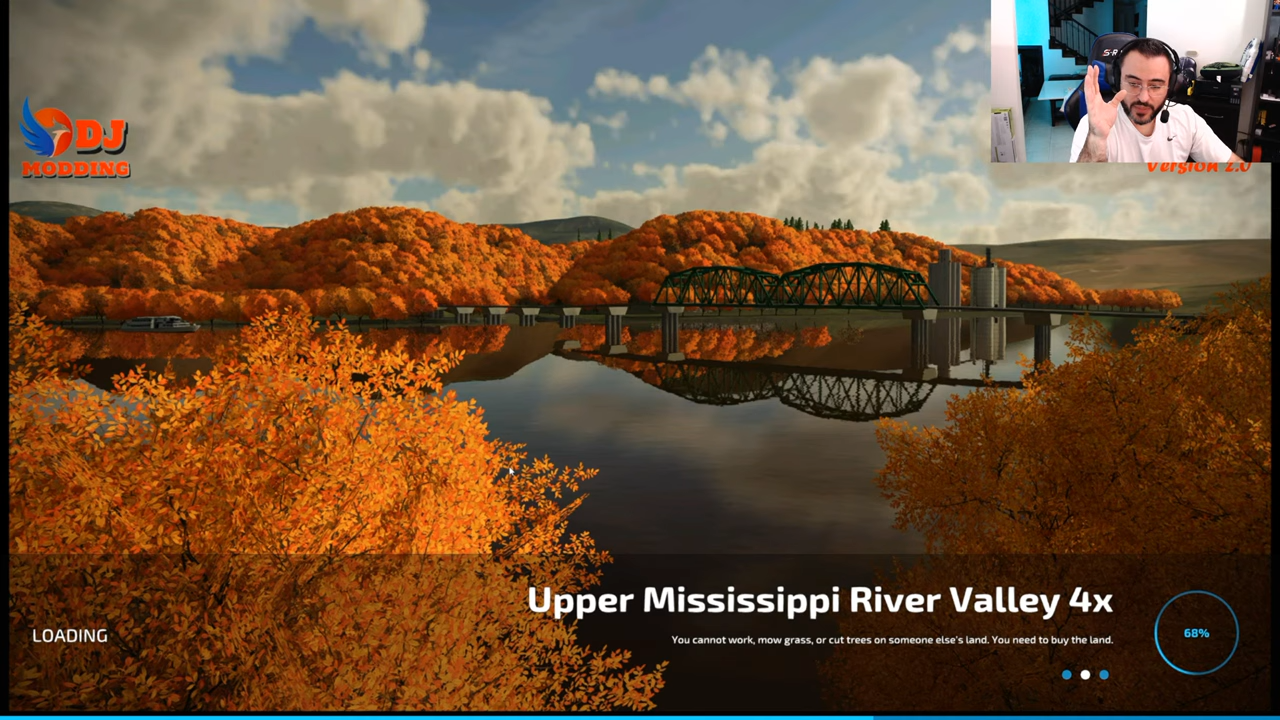 DJ
MODDING
Version 2.0
Upper Mississippi River Valley 4x
LOADING
You cannot work, mow grass, or cut trees on someone else's land. You need to buy the land.
68%